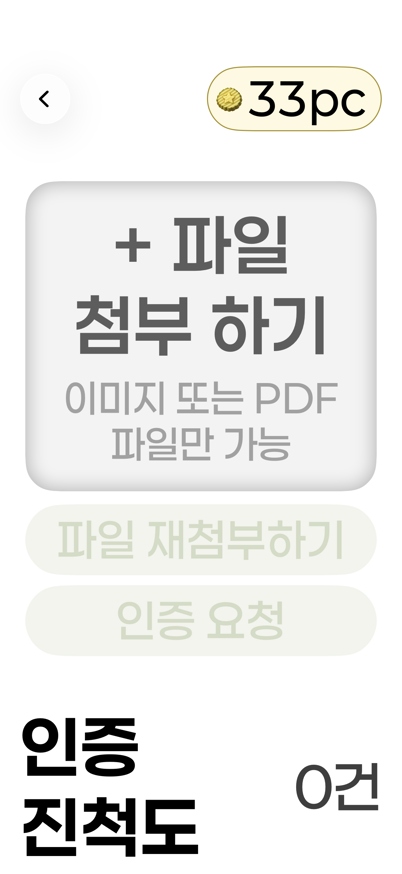 33pc
+ 파일
첨부 하기
이미지 또는 PDF
파일만 가능
파일 재첨부하기
인증 요청
인증
진척도
0건